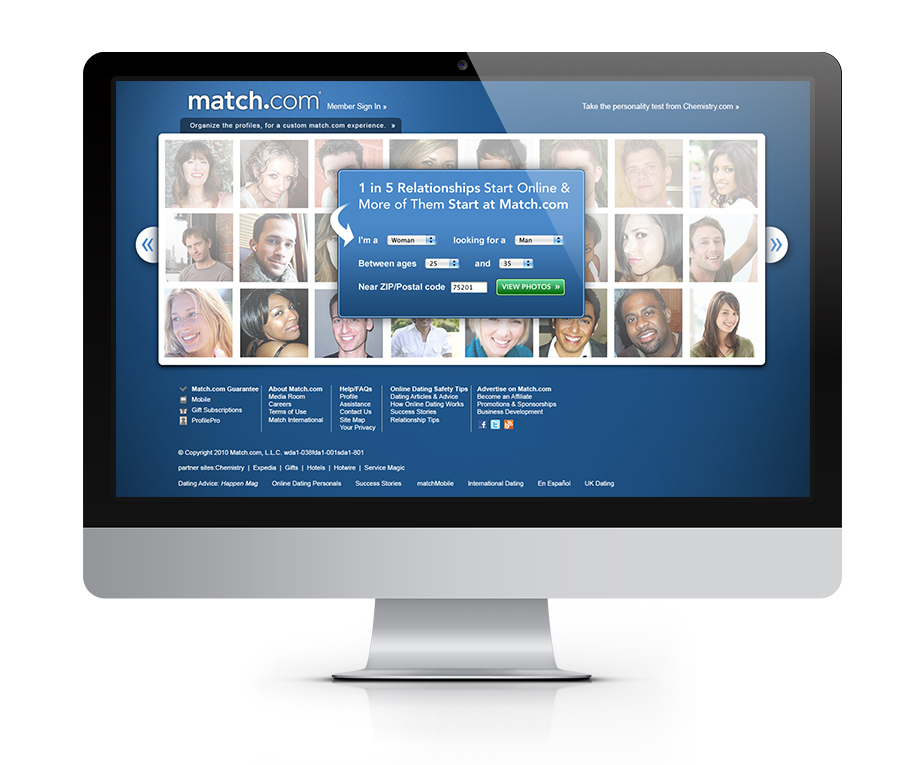 match.com
Member Sign In »
Take the personality test from Chemistry.com »
Organize the profiles, for a custom match.com experience. »
1 in 5 Relationships Start Online &
More of Them Start at Match.com
I'm a Woman looking for a Man
Between ages 25 and 35
Near ZIP/Postal code 75201 VIEW PHOTOS »
Match.com Guarantee
Mobile
Gift Subscriptions
ProfilePro
About Match.com
Media Room
Careers
Terms of Use
Match International
Help/FAQs
Profile
Assistance
Contact Us
Site Map
Your Privacy
Online Dating Safety Tips
Dating Articles & Advice
How Online Dating Works
Success Stories
Relationship Tips
Advertise on Match.com
Become an Affiliate
Promotions & Sponsorships
Business Development
© Copyright 2010 Match.com, L.L.C. wda1-038fda1-001sda1-801
partner sites:Chemistry | Expedia | Gifts | Hotels | Hotwire | Service Magic
Dating Advice: Happen Mag Online Dating Personals Success Stories matchMobile International Dating En Español UK Dating